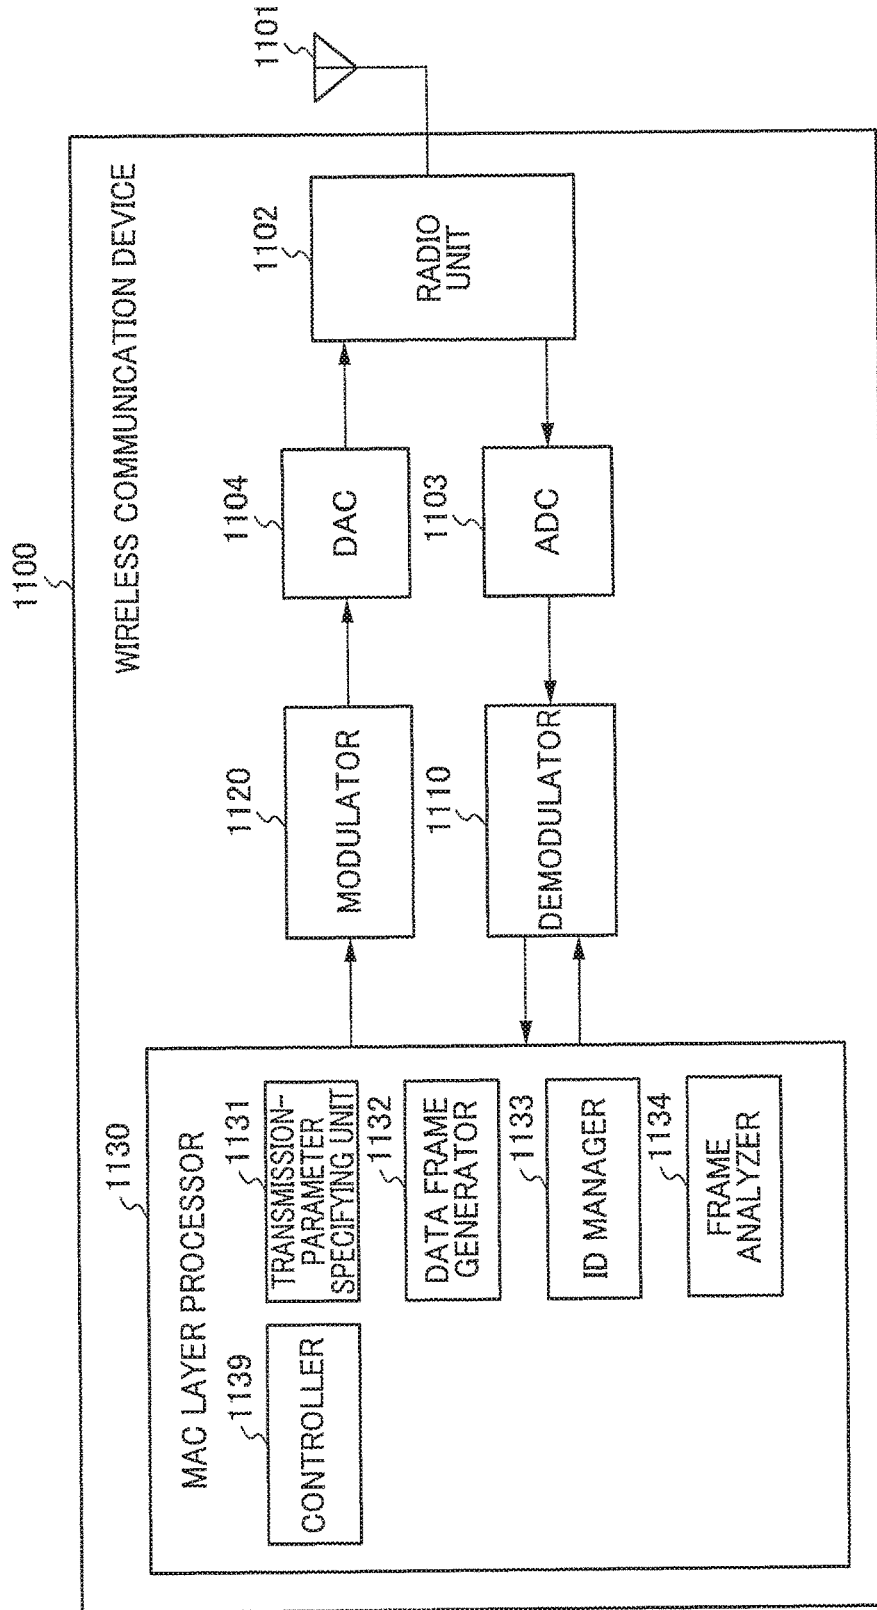 1100
WIRELESS COMMUNICATION DEVICE
1130
MAC LAYER PROCESSOR
1139
CONTROLLER
1131
TRANSMISSION-
PARAMETER
SPECIFYING UNIT
1132
DATA FRAME
GENERATOR
1133
ID MANAGER
1134
FRAME
ANALYZER
1120
MODULATOR
1110
DEMODULATOR
1104
DAC
1103
ADC
1102
RADIO
UNIT
1101